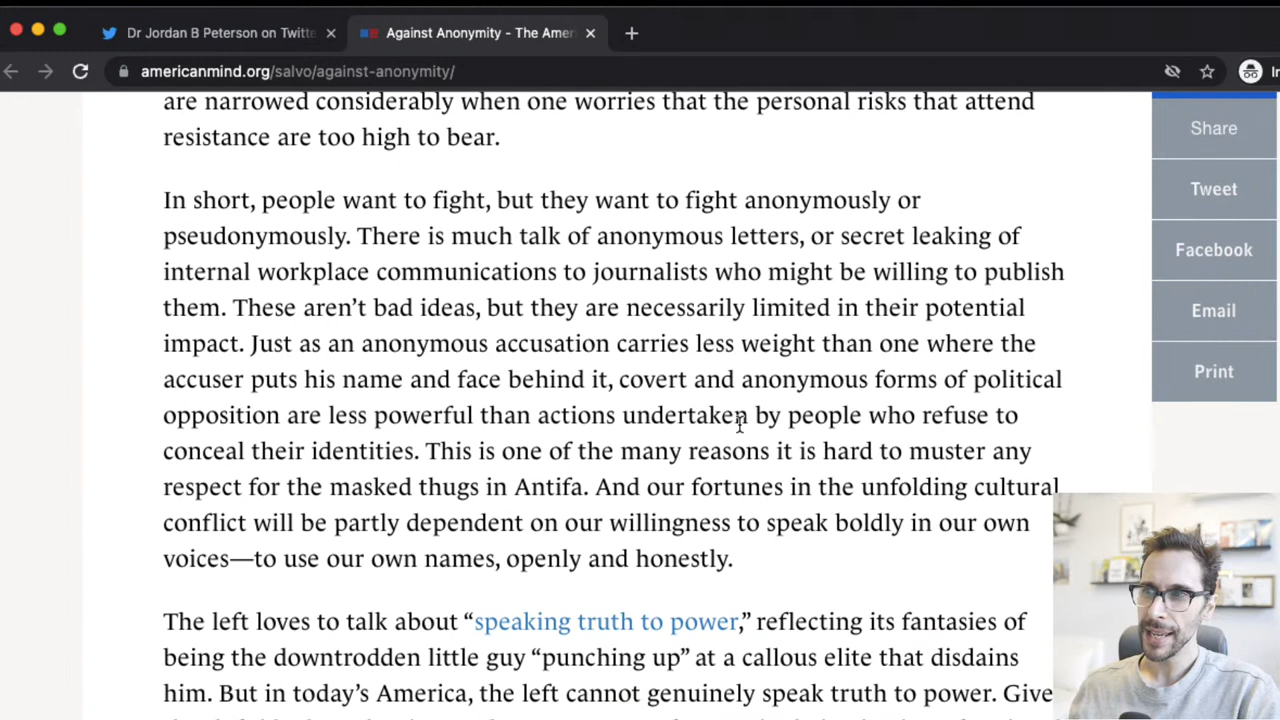 Dr Jordan B Peterson on Twitt
Against Anonymity - The Amer
americanmind.org/salvo/against-anonymity/
In
are narrowed considerably when one worries that the personal risks that attend
resistance are too high to bear.
In short, people want to fight, but they want to fight anonymously or
pseudonymously. There is much talk of anonymous letters, or secret leaking of
internal workplace communications to journalists who might be willing to publish
them. These aren’t bad ideas, but they are necessarily limited in their potential
impact. Just as an anonymous accusation carries less weight than one where the
accuser puts his name and face behind it, covert and anonymous forms of political
opposition are less powerful than actions undertaken by people who refuse to
conceal their identities. This is one of the many reasons it is hard to muster any
respect for the masked thugs in Antifa. And our fortunes in the unfolding cultural
conflict will be partly dependent on our willingness to speak boldly in our own
voices—to use our own names, openly and honestly.
The left loves to talk about “speaking truth to power,” reflecting its fantasies of
being the downtrodden little guy “punching up” at a callous elite that disdains
him. But in today’s America, the left cannot genuinely speak truth to power. Give
Share
Tweet
Facebook
Email
Print